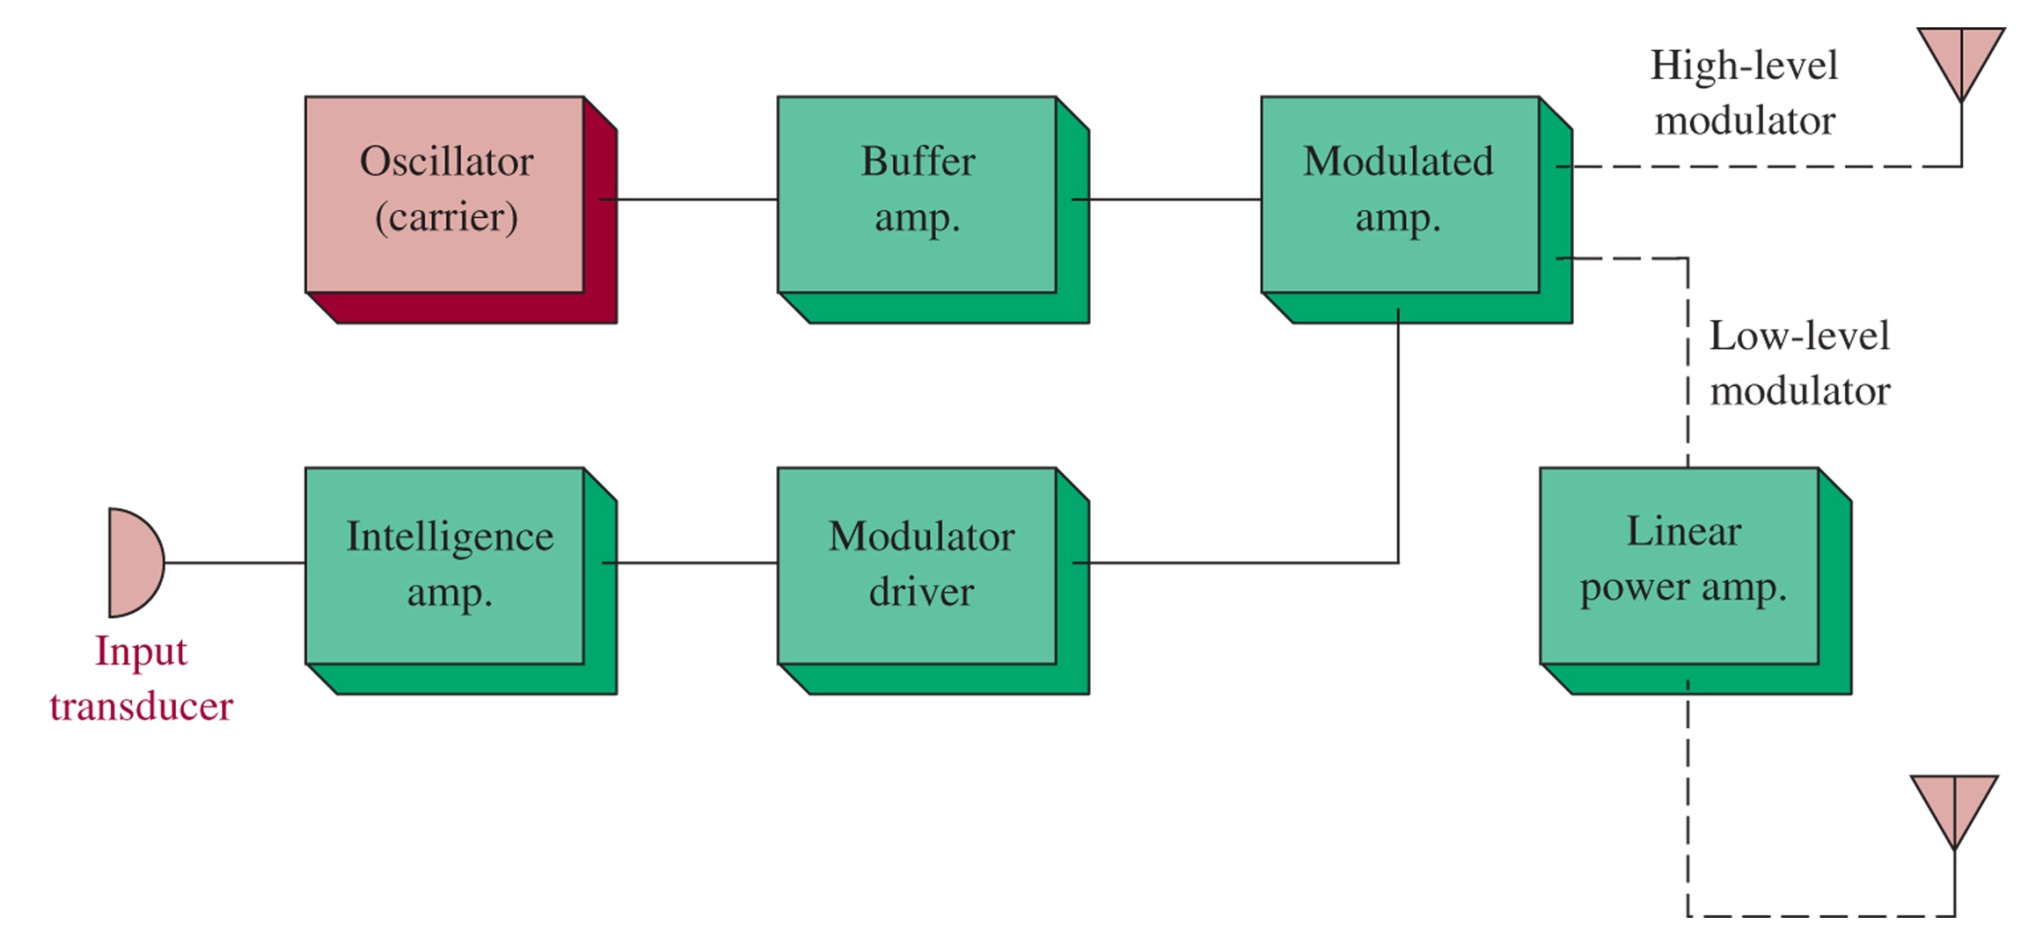 High-level
modulator
Oscillator
(carrier)
Buffer
amp.
Modulated
amp.
Low-level
modulator
Intelligence
amp.
Modulator
driver
Linear
power amp.
Input
transducer